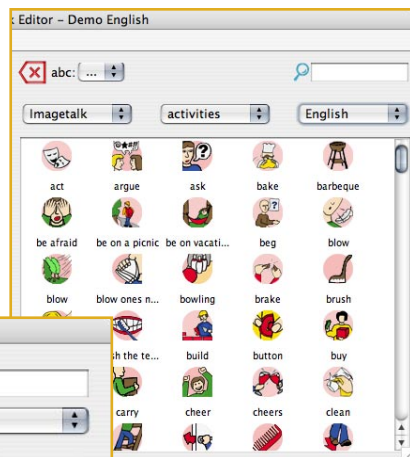 k Editor – Demo English
abc: ...
Imagetalk activities English
act argue ask bake barbeque
be afraid be on a picnic be on vacati... beg blow
blow blow ones n... bowling brake brush
sh the te... build button buy
carry cheer cheers clean